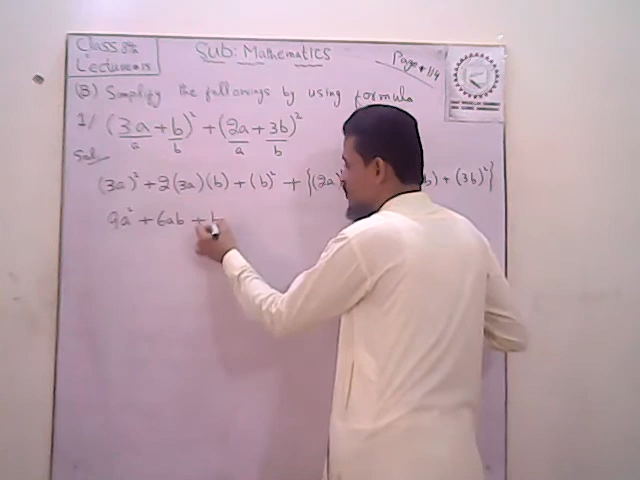 Class 8th
Sub: Mathematics
Page # 114
(B) Simplify the followings by using formula
1/ (3a + b)² + (2a + 3b)²
a b a b
Sol
(3a)² + 2(3a)(b) + (b)² + {(2a)² b) + (3b)²}
9a² + 6ab + b